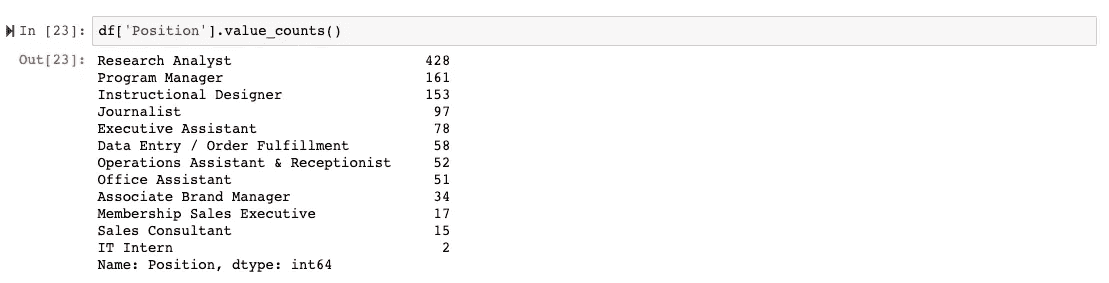 In [23]: df['Position'].value_counts()
Out[23]: Research Analyst 428
Program Manager 161
Instructional Designer 153
Journalist 97
Executive Assistant 78
Data Entry / Order Fulfillment 58
Operations Assistant & Receptionist 52
Office Assistant 51
Associate Brand Manager 34
Membership Sales Executive 17
Sales Consultant 15
IT Intern 2
Name: Position, dtype: int64